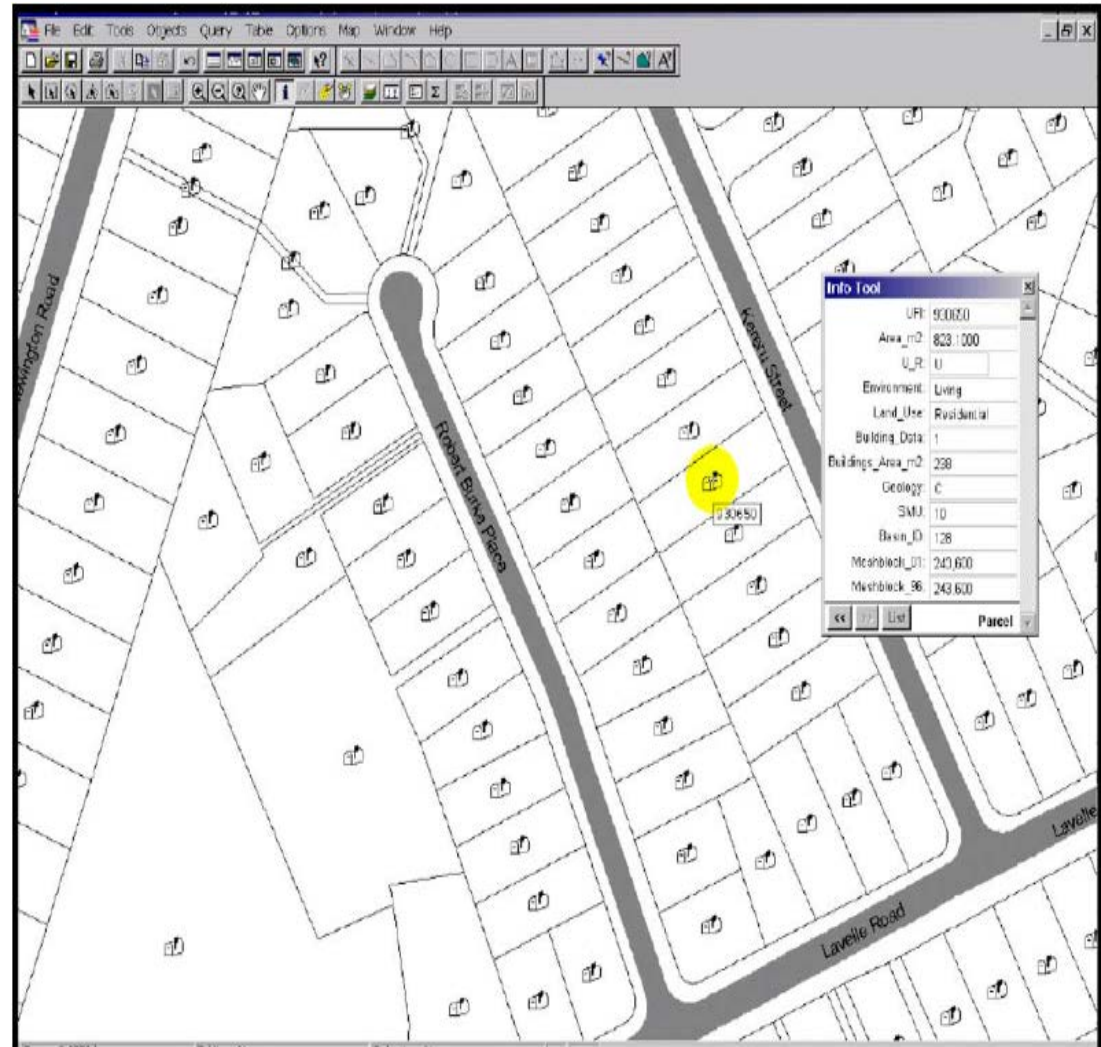 File Edit Tools Objects Query Table Options Map Window Help
Robert Burke Place
Kereru Street
930650
Lavelle Road
Lavelle
Info Tool
UFI: 930650
Area_m2: 823.1000
U_R: U
Environment: Living
Land_Use: Residential
Building_Data: 1
Buildings_Area_m2: 238
Geology: C
SMU: 10
Basin_ID: 128
Meshblock_01: 243,600
Meshblock_96: 243,600
<< >> List Parcel